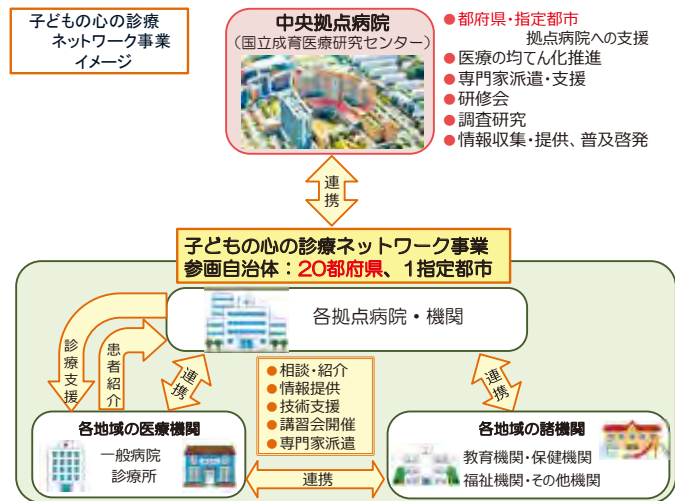 子どもの心の診療
ネットワーク事業
イメージ
中央拠点病院
（国立成育医療研究センター）
●都府県・指定都市
拠点病院への支援
●医療の均てん化推進
●専門家派遣・支援
●研修会
●調査研究
●情報収集・提供、普及啓発
連携
子どもの心の診療ネットワーク事業
参画自治体：20都府県、1指定都市
各拠点病院・機関
診療支援
患者紹介
連携
●相談・紹介
●情報提供
●技術支援
●講習会開催
●専門家派遣
連携
各地域の医療機関
一般病院
診療所
連携
各地域の諸機関
教育機関・保健機関
福祉機関・その他機関